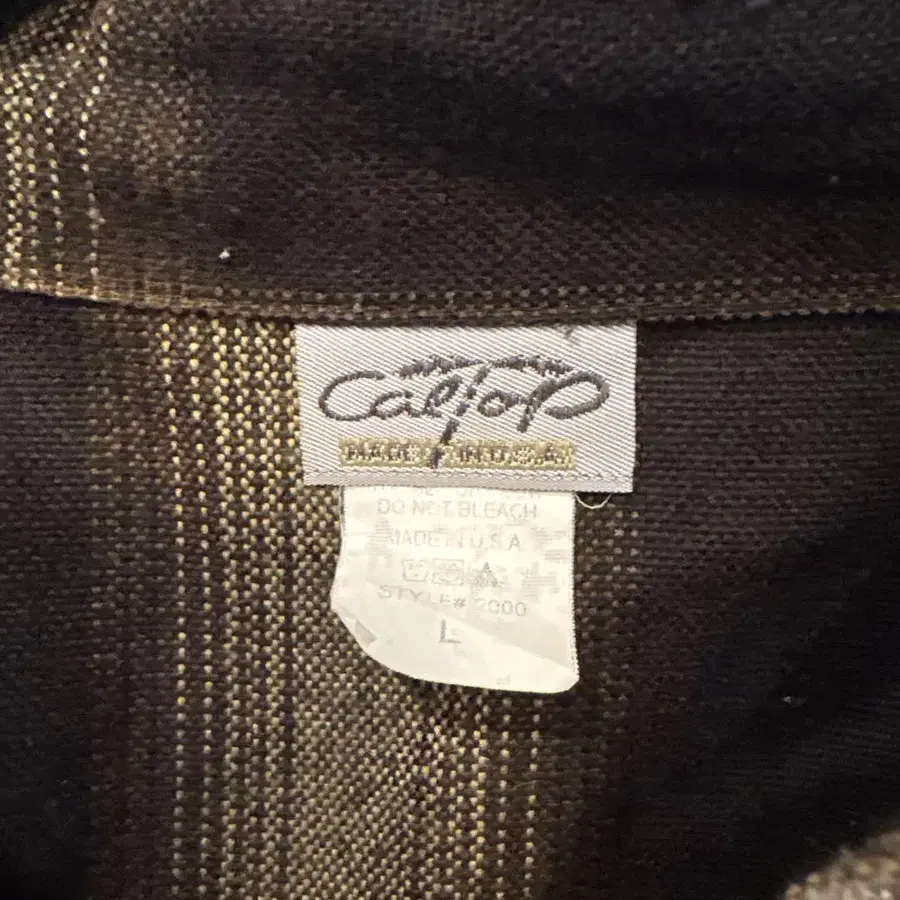 CalTop
MADE IN U.S.A.
DO NOT BLEACH
MADE IN U.S.A
STYLE# 2000
L